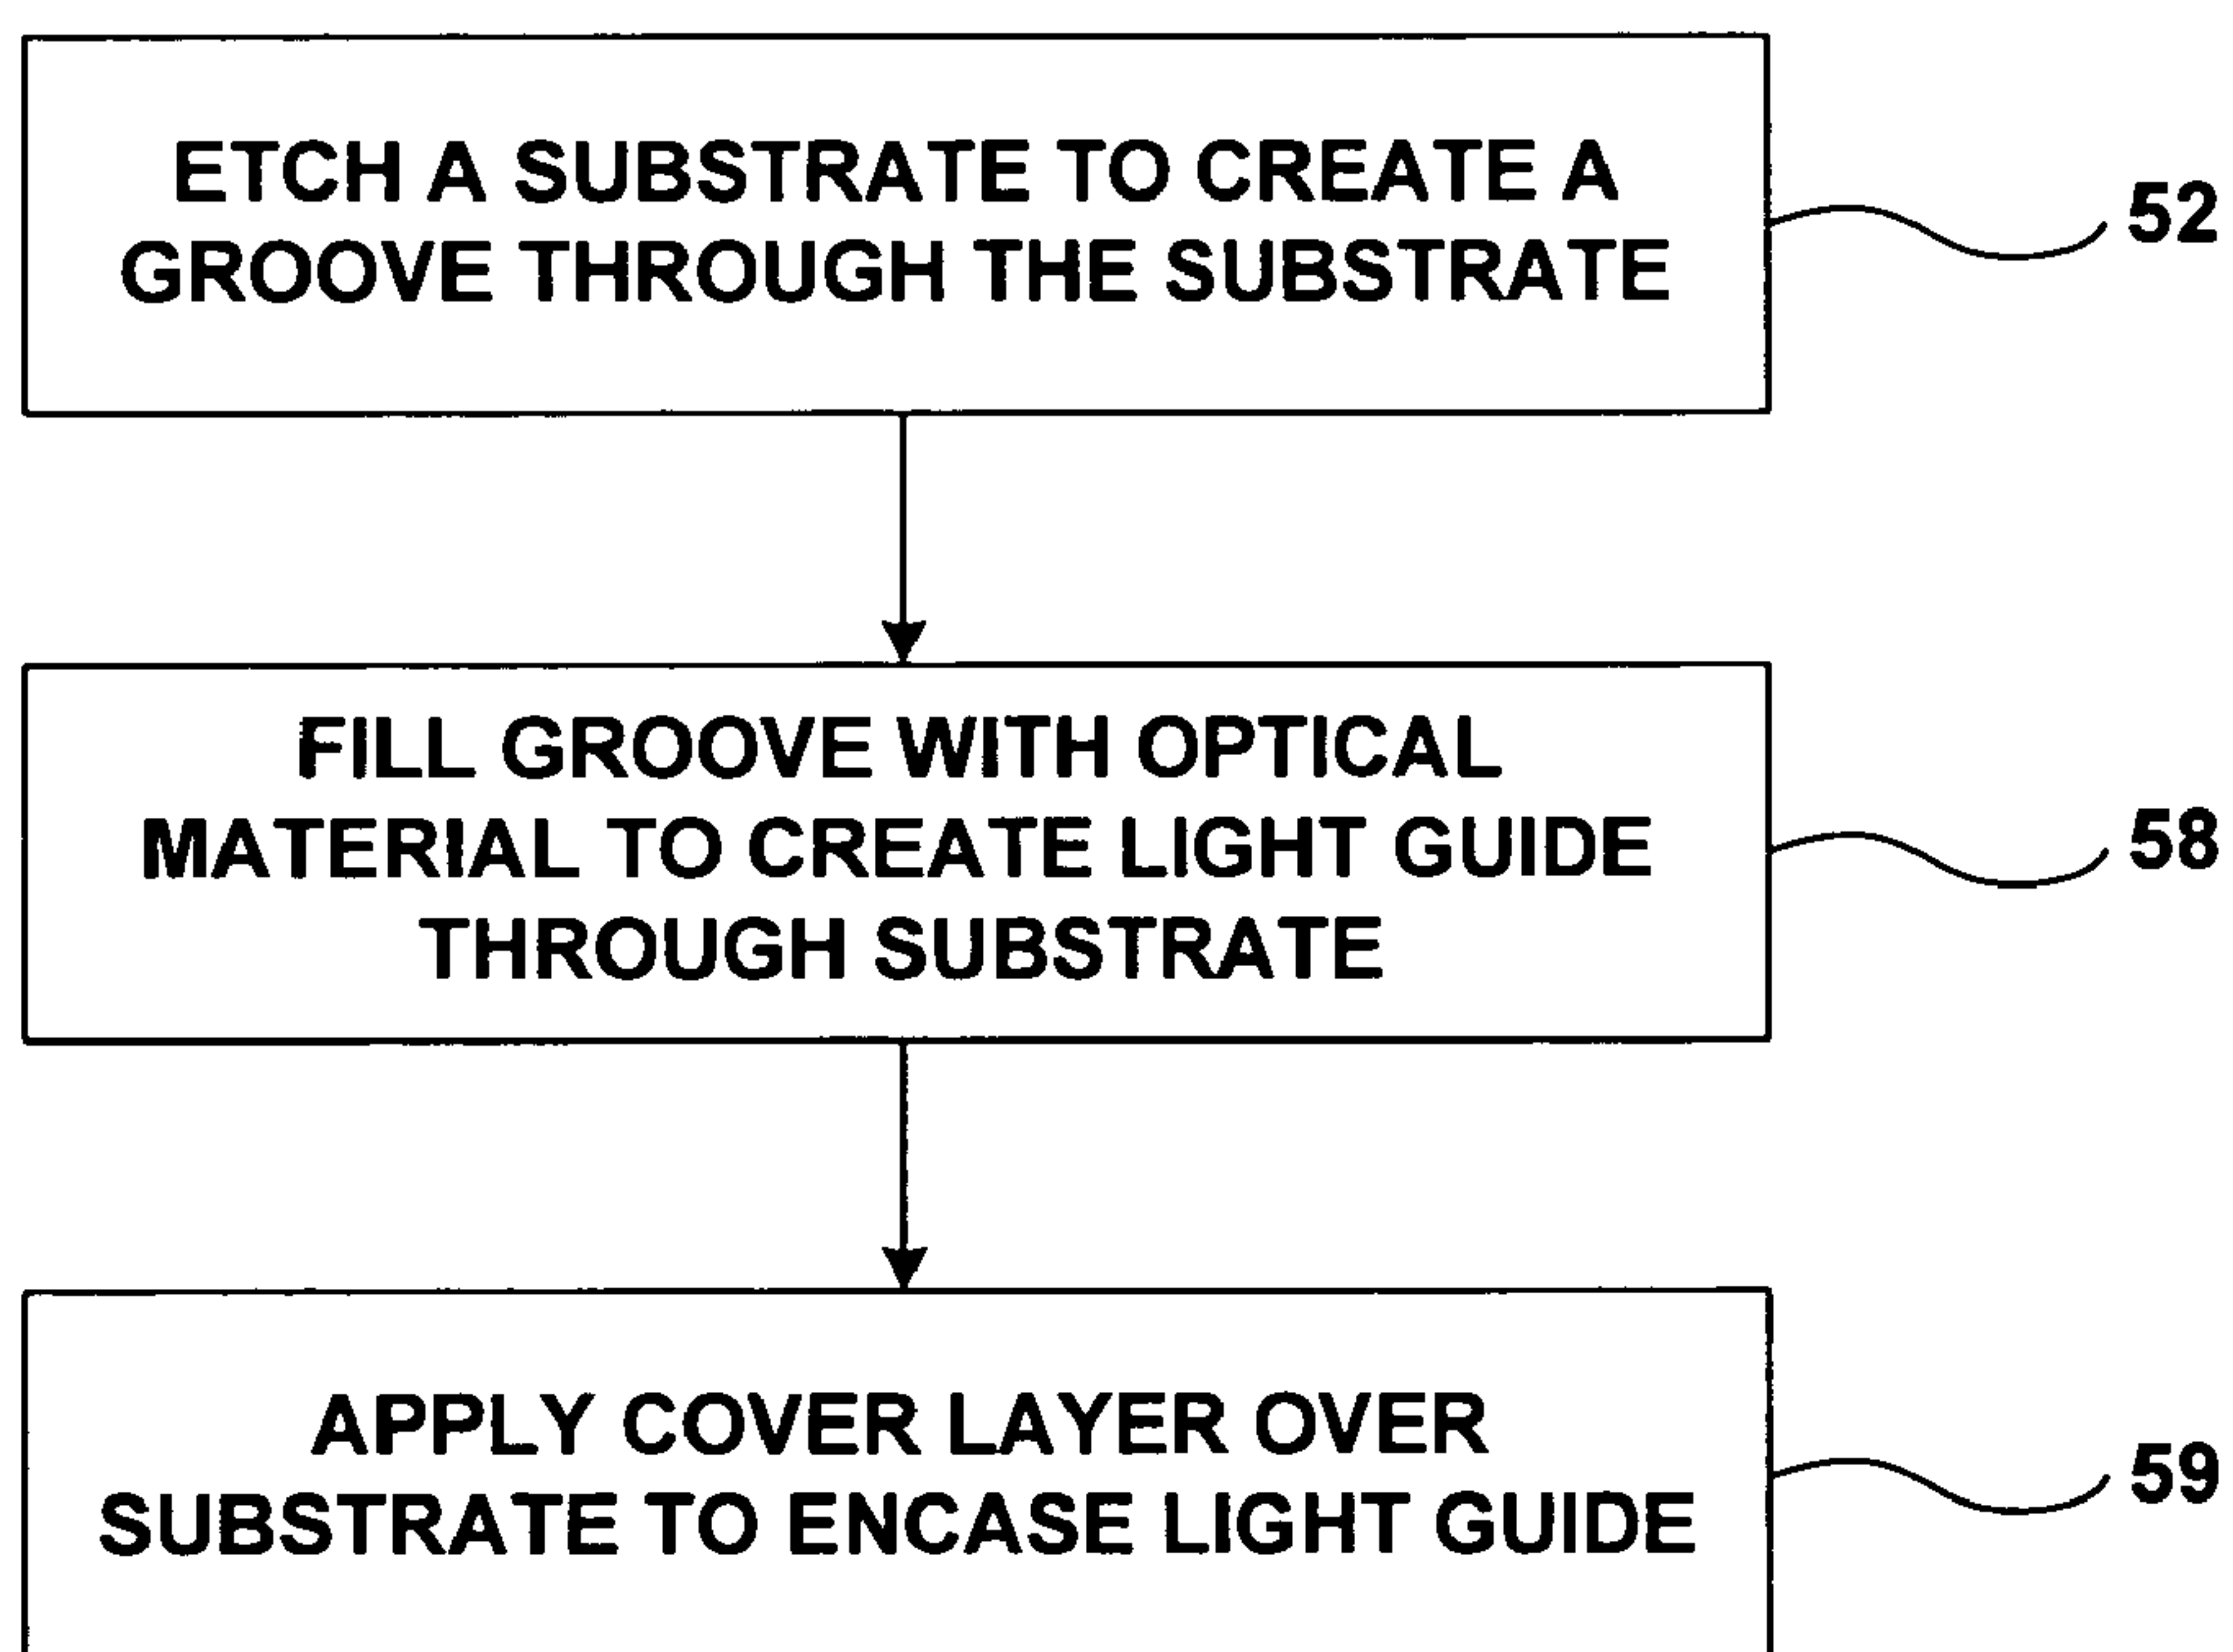 ETCH A SUBSTRATE TO CREATE A
GROOVE THROUGH THE SUBSTRATE
52
FILL GROOVE WITH OPTICAL
MATERIAL TO CREATE LIGHT GUIDE
THROUGH SUBSTRATE
58
APPLY COVER LAYER OVER
SUBSTRATE TO ENCASE LIGHT GUIDE
59